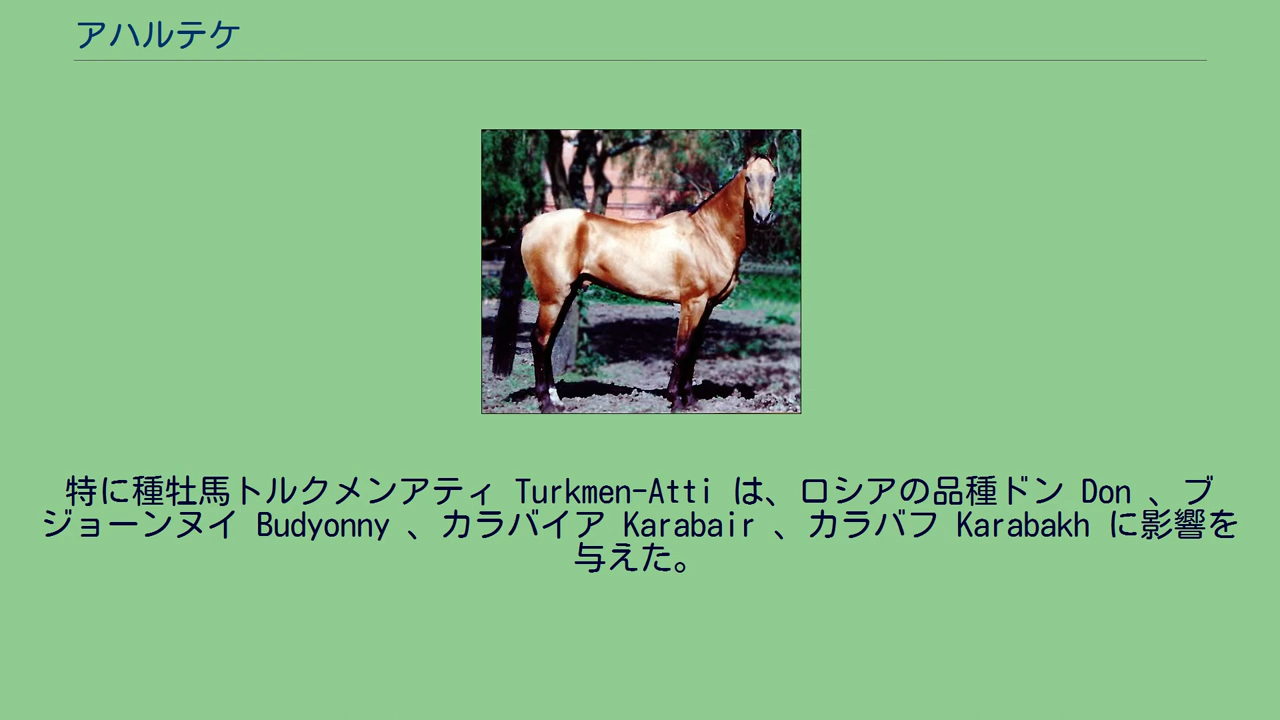 アハルテケ
特に種牡馬トルクメンアティ Turkmen-Atti は、ロシアの品種ドン Don 、ブ
ジョーンヌイ Budyonny 、カラバイア Karabair 、カラバフ Karabakh に影響を
与えた。